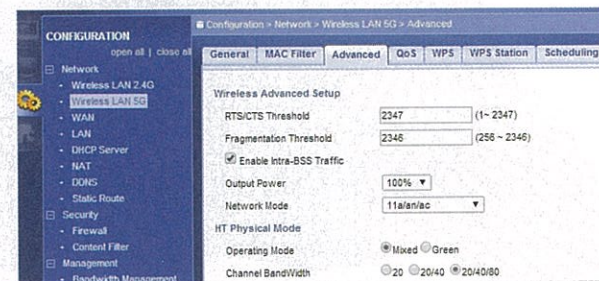 Configuration > Network > Wireless LAN 5G > Advanced
CONFIGURATION
open all | close all
Network
Wireless LAN 2.4G
Wireless LAN 5G
WAN
LAN
DHCP Server
NAT
DDNS
Static Route
Security
Firewall
Content Filter
Management
Bandwidth Management
General MAC Filter Advanced QoS WPS WPS Station Scheduling
Wireless Advanced Setup
RTS/CTS Threshold 2347 (1~ 2347)
Fragmentation Threshold 2346 (256 ~ 2346)
Enable Intra-BSS Traffic
Output Power 100%
Network Mode 11a/an/ac
HT Physical Mode
Operating Mode Mixed Green
Channel BandWidth 20 20/40 20/40/80